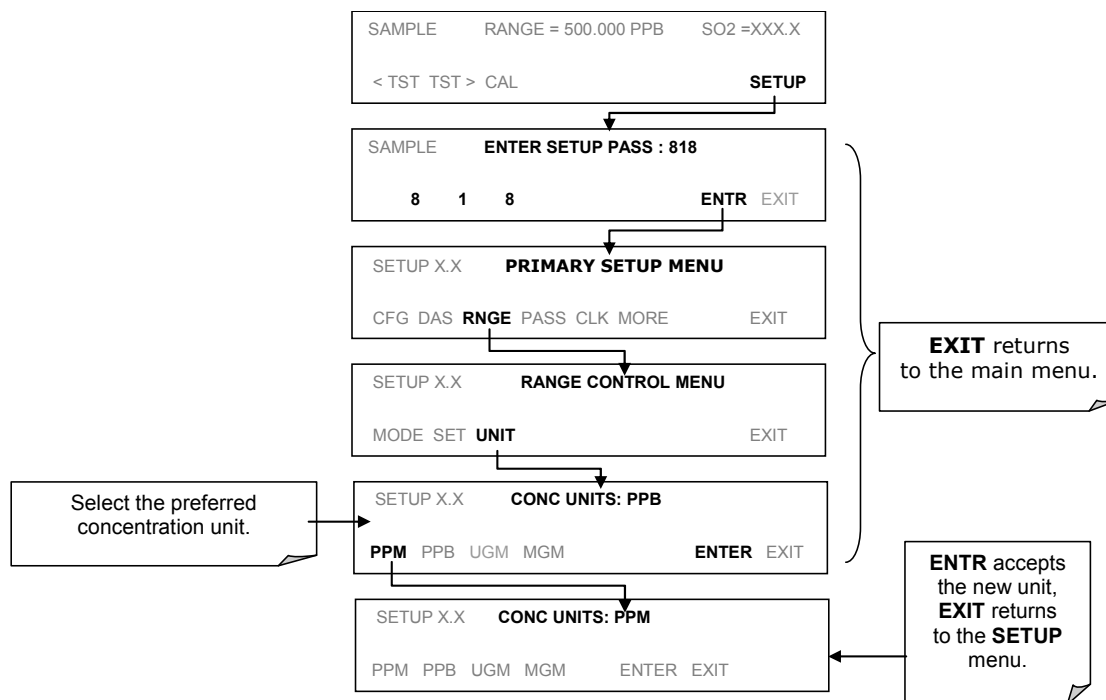 SAMPLE RANGE = 500.000 PPB SO2 =XXX.X
< TST TST > CAL SETUP
SAMPLE ENTER SETUP PASS : 818
8 1 8 ENTR EXIT
SETUP X.X PRIMARY SETUP MENU
CFG DAS RNGE PASS CLK MORE EXIT
EXIT returns
to the main menu.
SETUP X.X RANGE CONTROL MENU
MODE SET UNIT EXIT
Select the preferred
concentration unit.
SETUP X.X CONC UNITS: PPB
PPM PPB UGM MGM ENTER EXIT
SETUP X.X CONC UNITS: PPM
PPM PPB UGM MGM ENTER EXIT
ENTR accepts
the new unit,
EXIT returns
to the SETUP
menu.